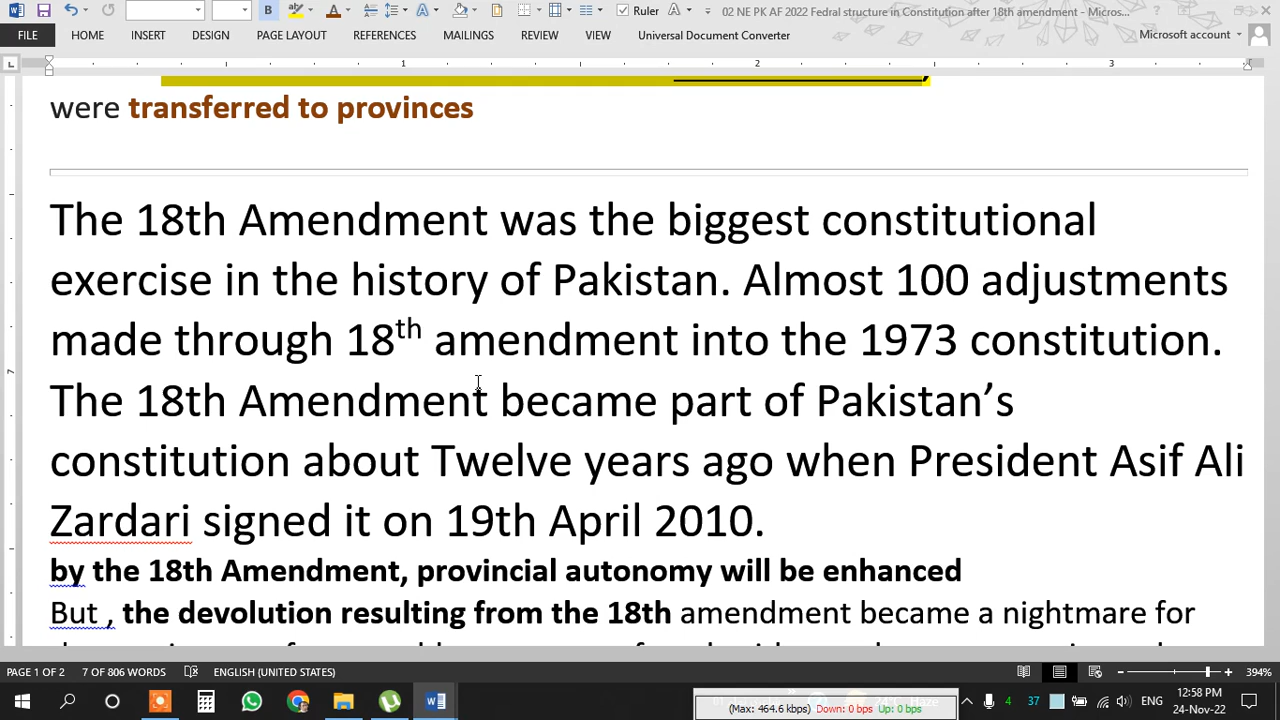 02 NE PK AF 2022 Fedral structure in Constitution after 18th amendment - Micros...
Ruler
FILE HOME INSERT DESIGN PAGE LAYOUT REFERENCES MAILINGS REVIEW VIEW Universal Document Converter Microsoft account
1 2 3
were transferred to provinces
The 18th Amendment was the biggest constitutional
exercise in the history of Pakistan. Almost 100 adjustments
made through 18th amendment into the 1973 constitution.
The 18th Amendment became part of Pakistan’s
constitution about Twelve years ago when President Asif Ali
Zardari signed it on 19th April 2010.
by the 18th Amendment, provincial autonomy will be enhanced
But , the devolution resulting from the 18th amendment became a nightmare for
PAGE 1 OF 2 7 OF 806 WORDS ENGLISH (UNITED STATES) 394%
(Max: 464.6 kbps) Down: 0 bps Up: 0 bps
4 37 ENG
12:58 PM
24-Nov-22